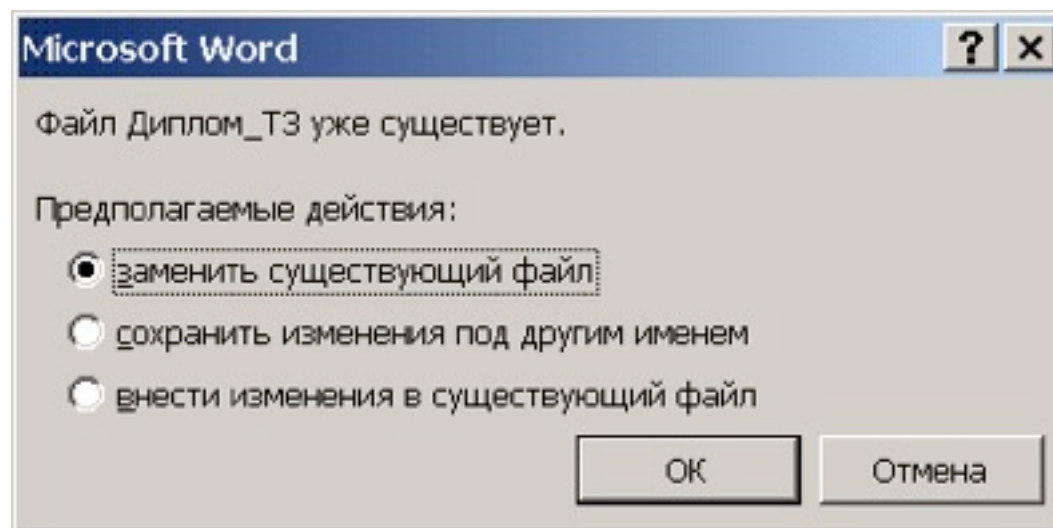 Microsoft Word
Файл Диплом_ТЗ уже существует.
Предполагаемые действия:
заменить существующий файл
сохранить изменения под другим именем
внести изменения в существующий файл
ОК Отмена